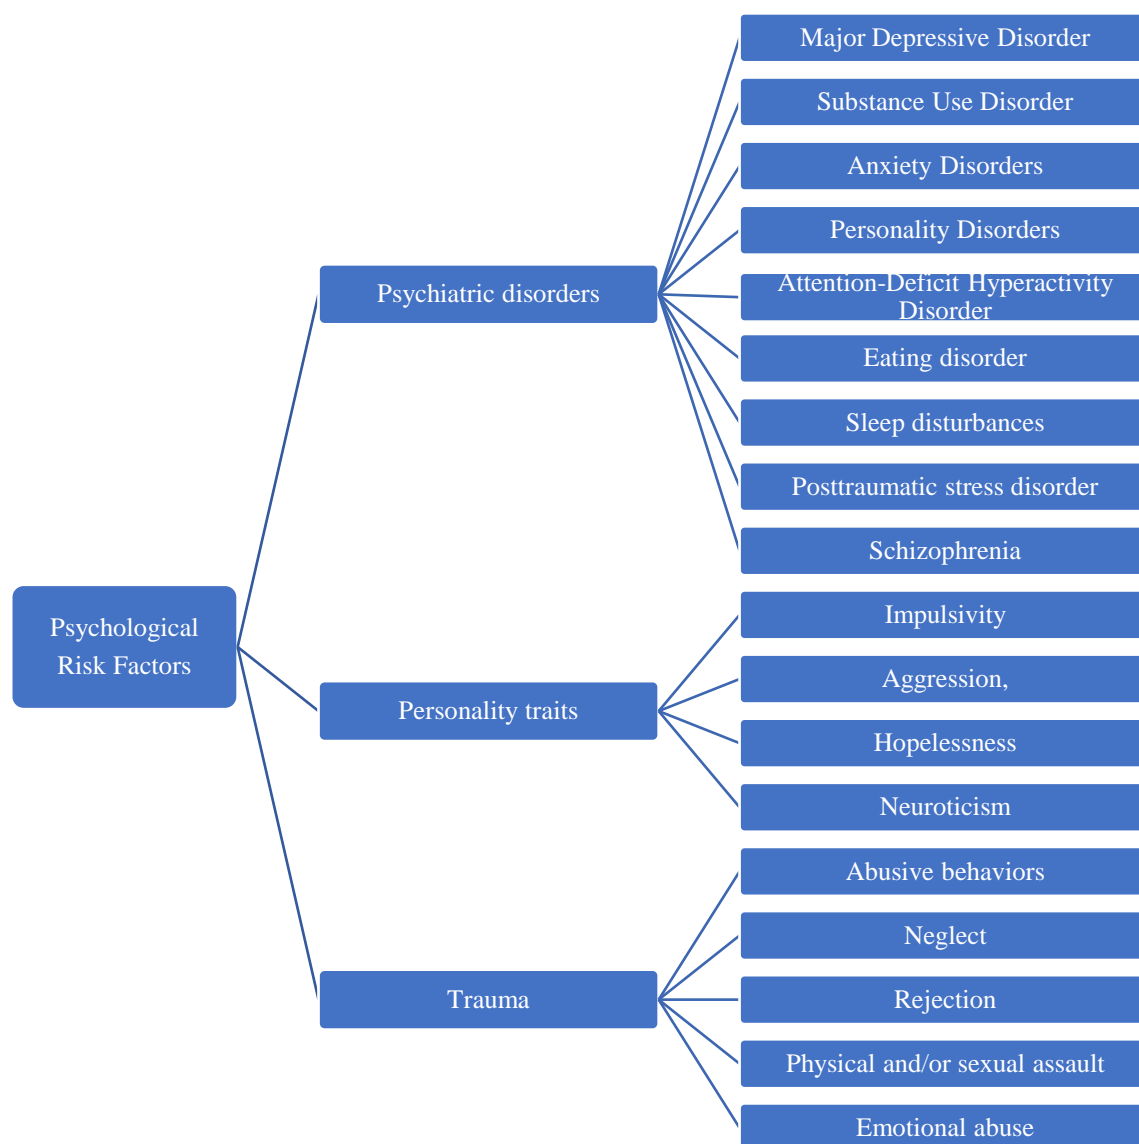 Psychological
Risk Factors
Psychiatric disorders
Major Depressive Disorder
Substance Use Disorder
Anxiety Disorders
Personality Disorders
Attention-Deficit Hyperactivity
Disorder
Eating disorder
Sleep disturbances
Posttraumatic stress disorder
Schizophrenia
Personality traits
Impulsivity
Aggression,
Hopelessness
Neuroticism
Trauma
Abusive behaviors
Neglect
Rejection
Physical and/or sexual assault
Emotional abuse